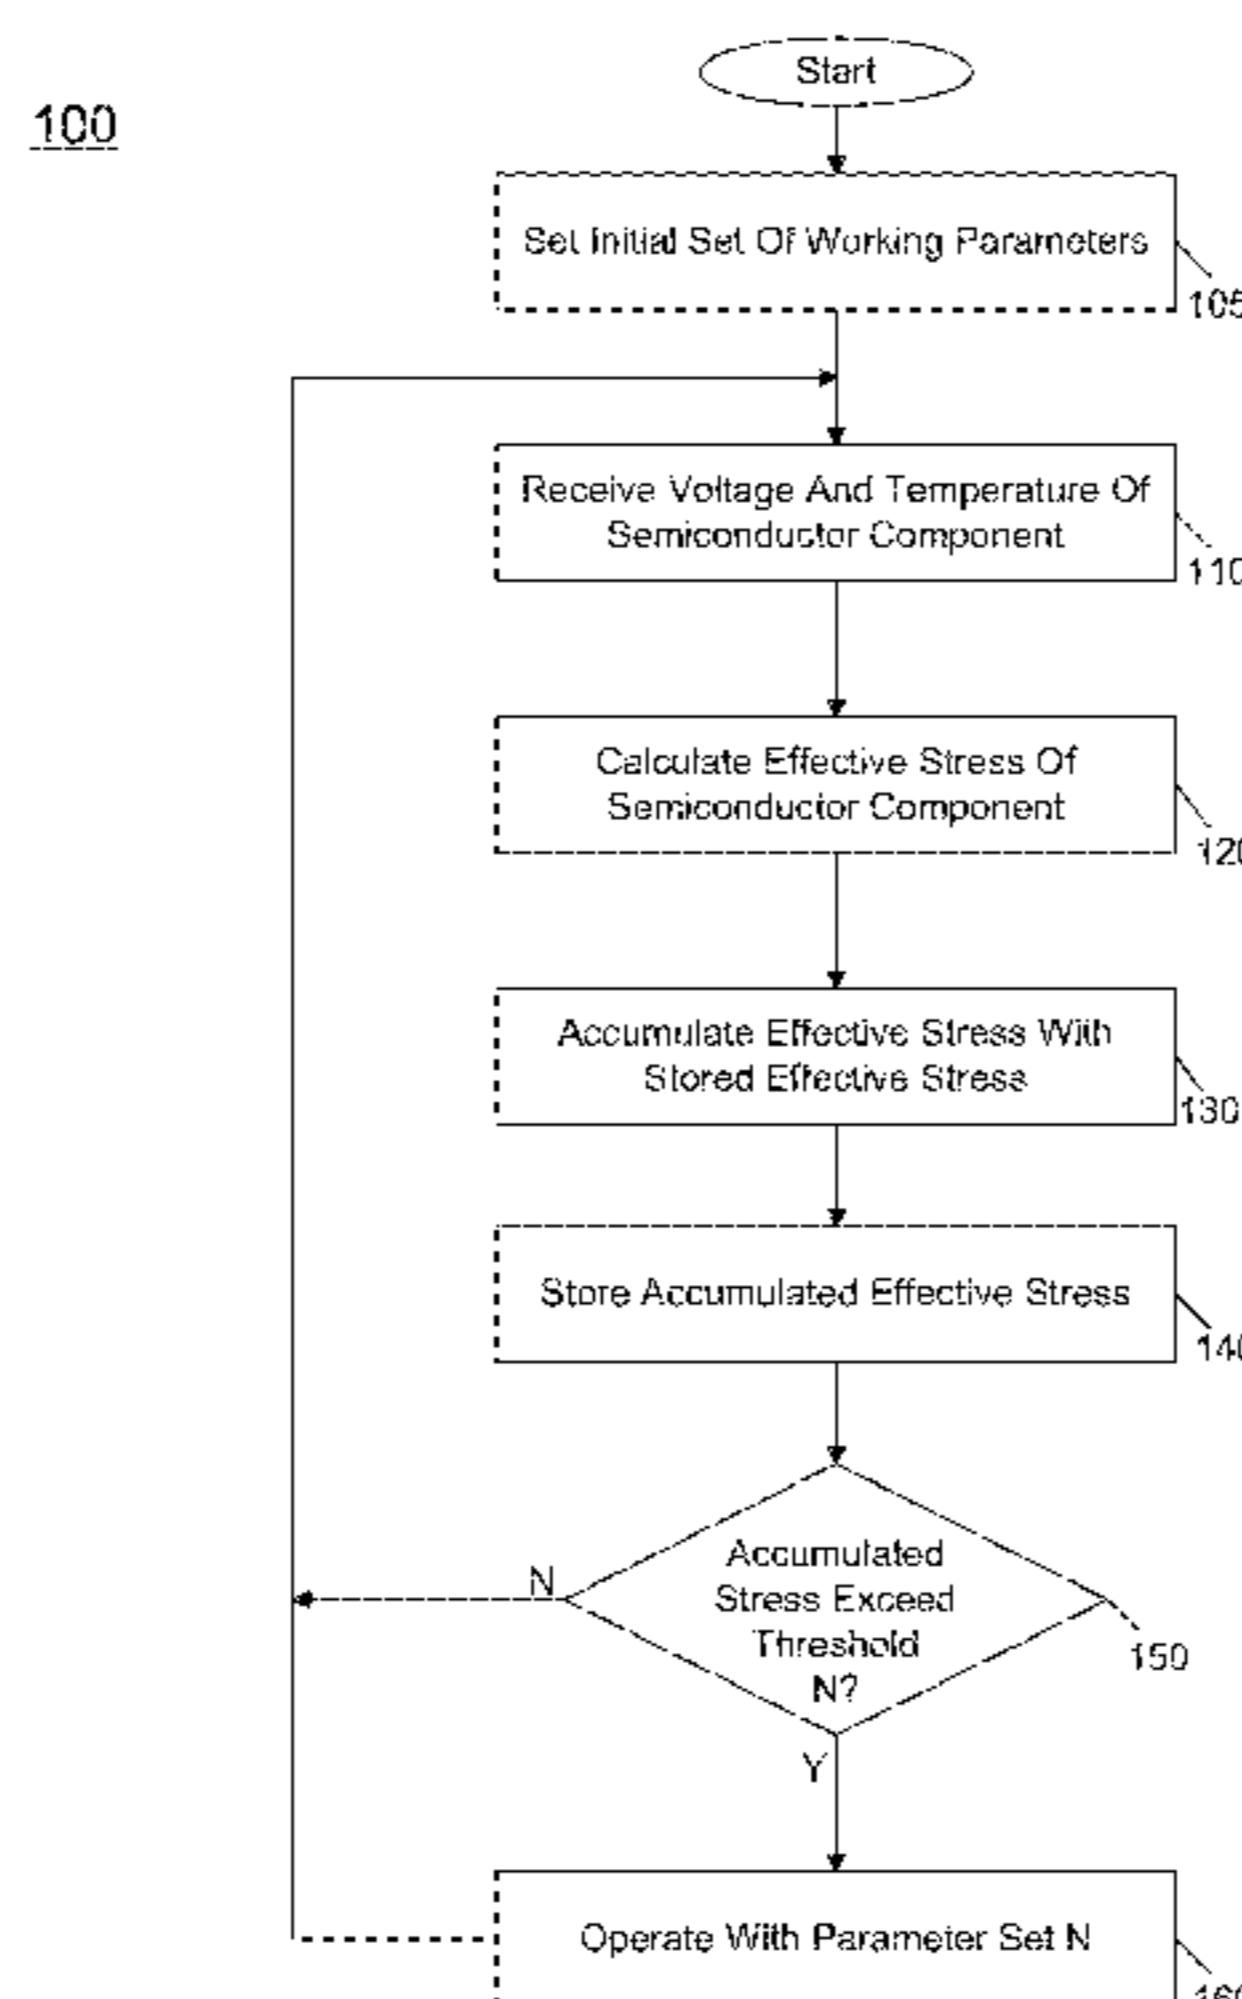 Start
100
Set Initial Set Of Working Parameters
105
Receive Voltage And Temperature Of
Semiconductor Component
110
Calculate Effective Stress Of
Semiconductor Component
120
Accumulate Effective Stress With
Stored Effective Stress
130
Store Accumulated Effective Stress
140
Accumulated
Stress Exceed
Threshold
N?
N
150
Y
Operate With Parameter Set N
160